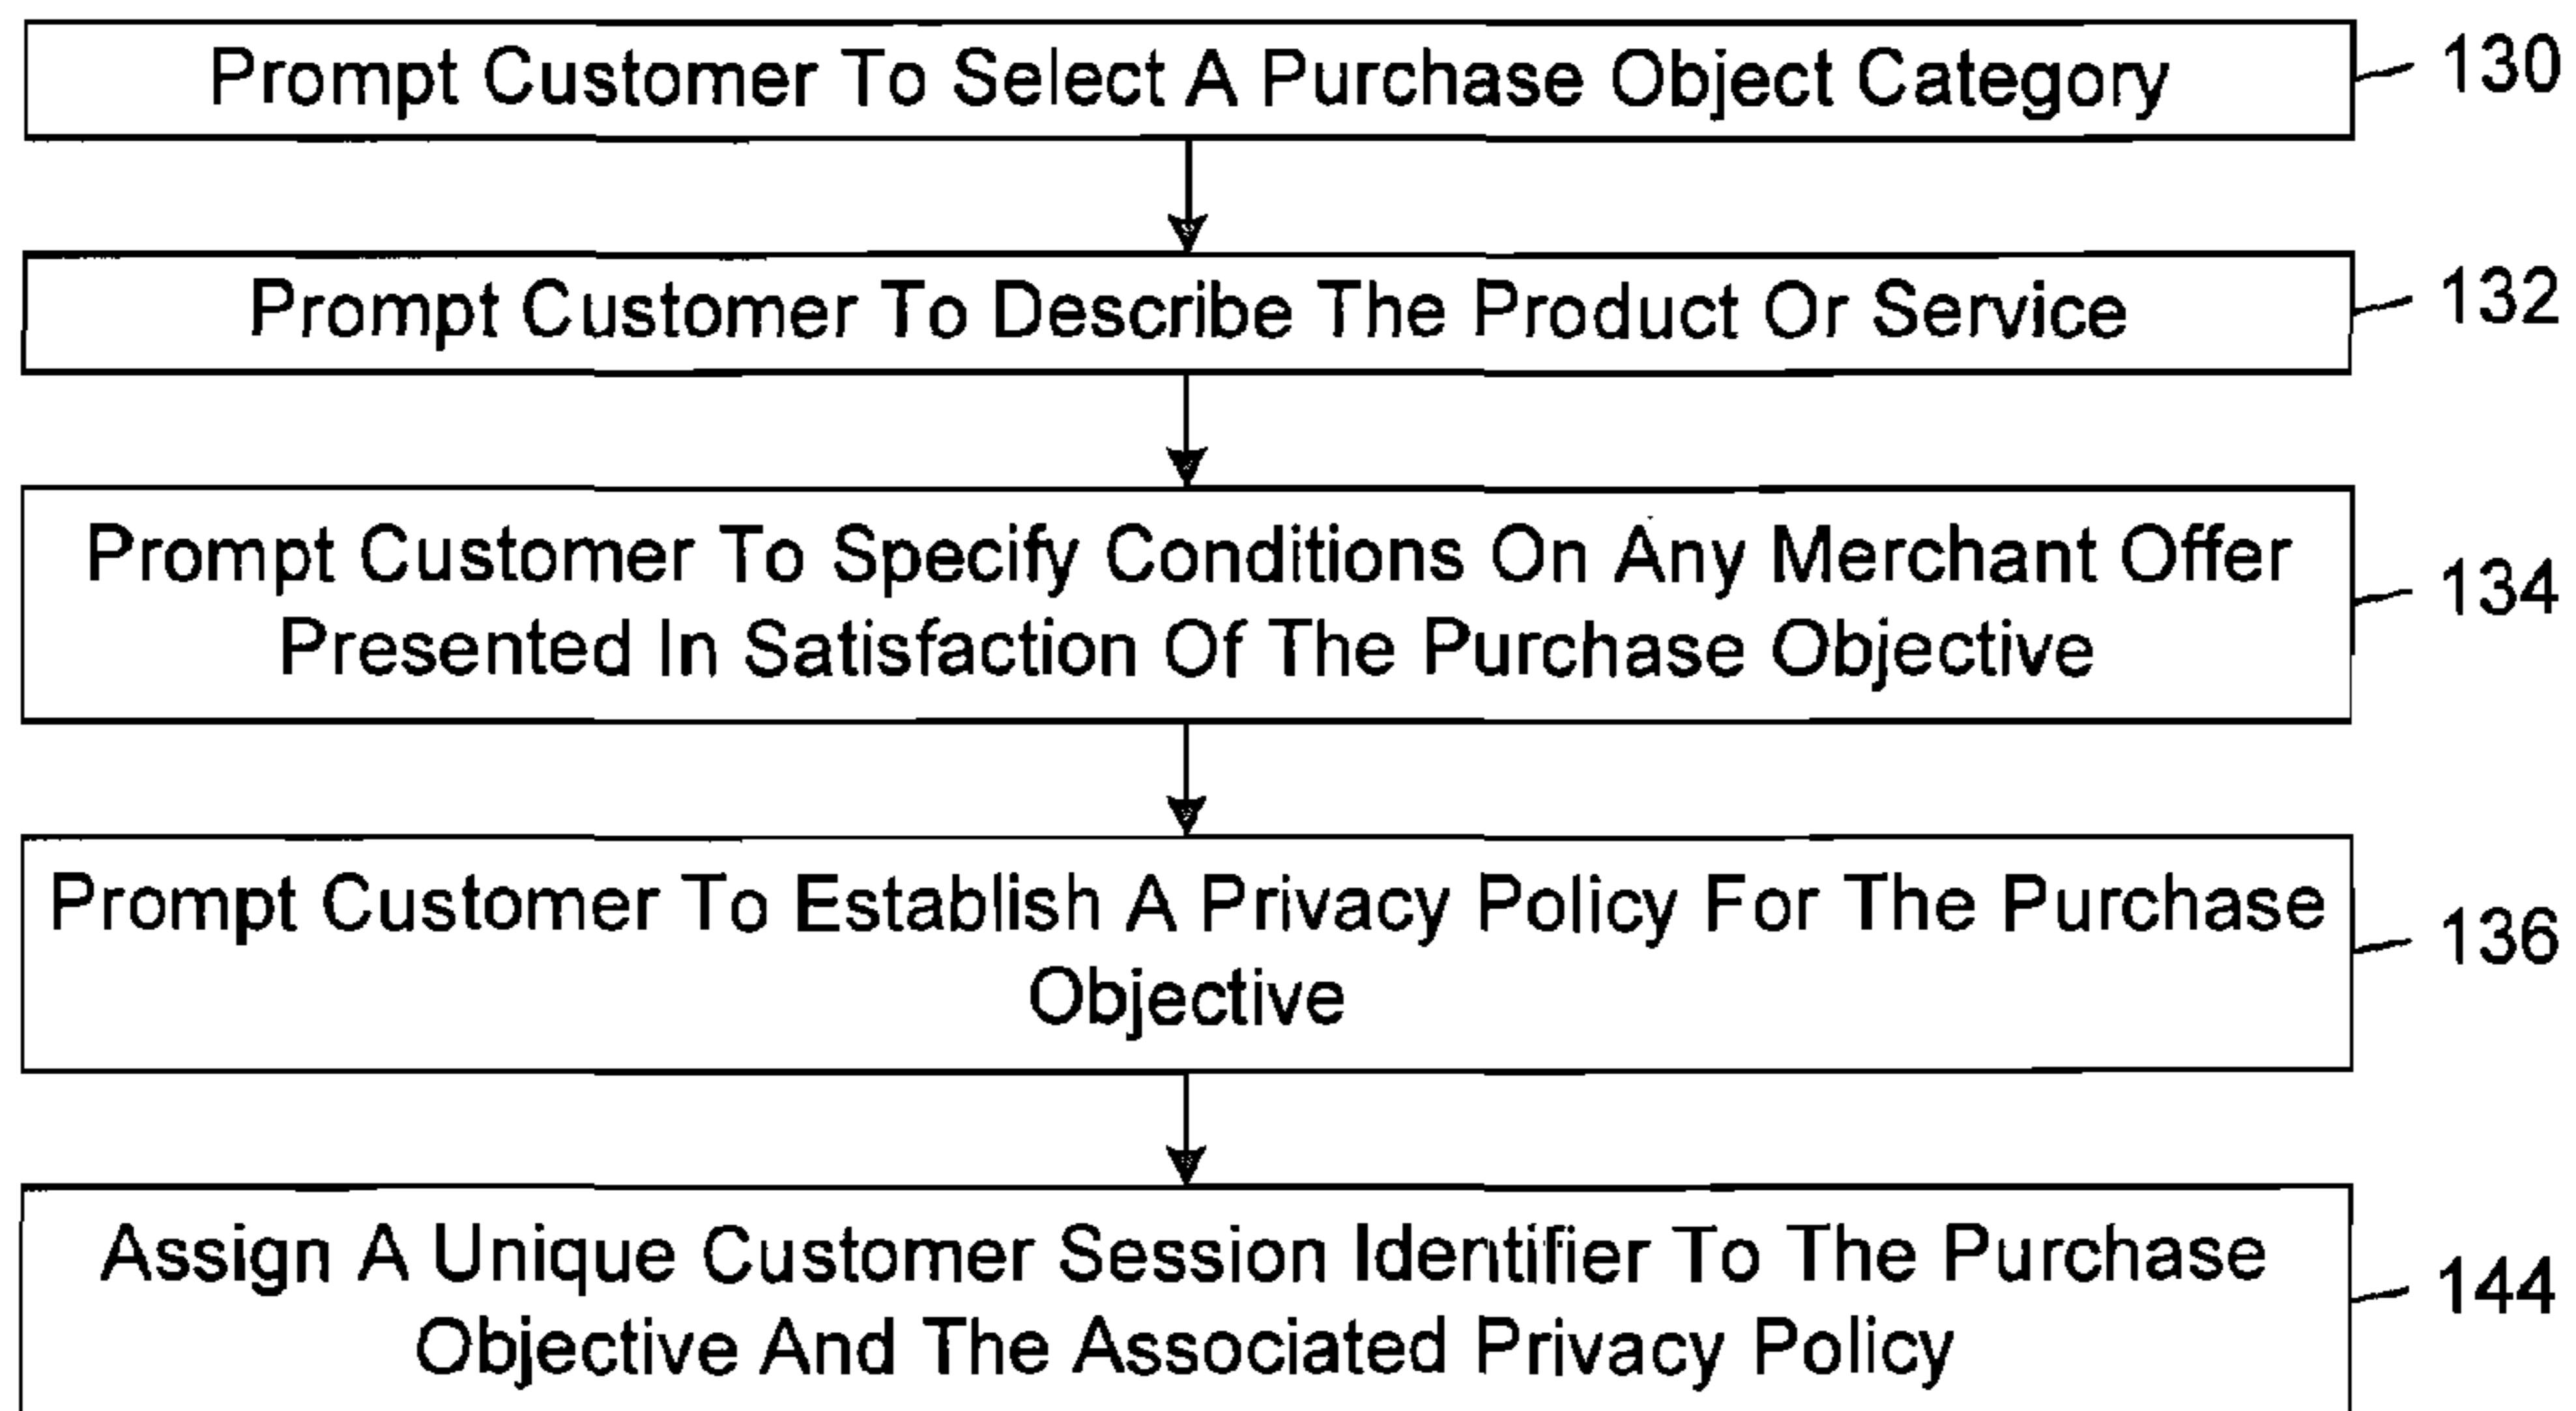 Prompt Customer To Select A Purchase Object Category
130
Prompt Customer To Describe The Product Or Service
132
Prompt Customer To Specify Conditions On Any Merchant Offer
Presented In Satisfaction Of The Purchase Objective
134
Prompt Customer To Establish A Privacy Policy For The Purchase
Objective
136
Assign A Unique Customer Session Identifier To The Purchase
Objective And The Associated Privacy Policy
144